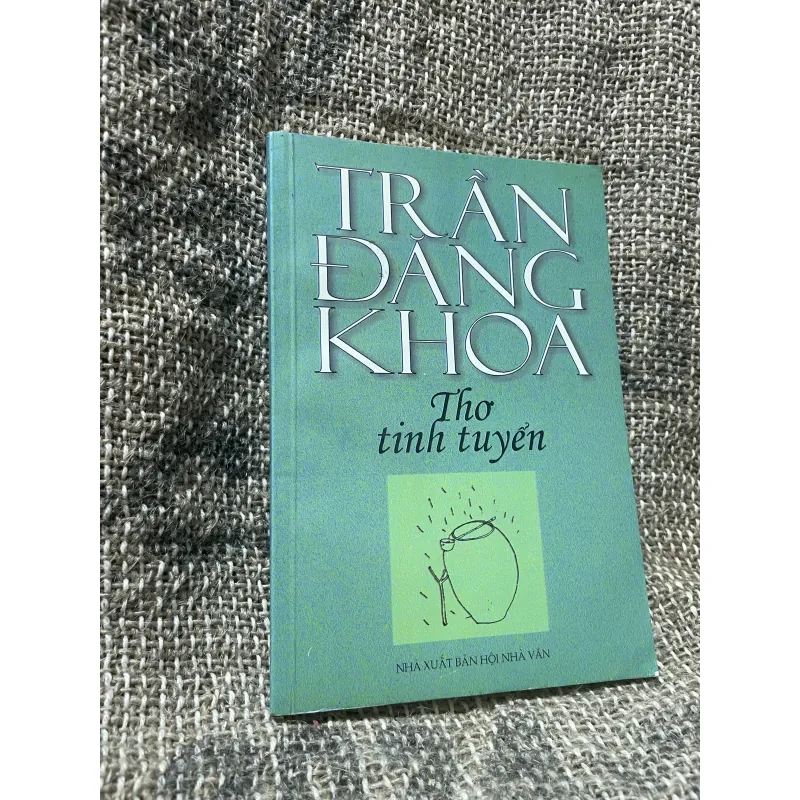 TRẦN
ĐĂNG
KHOA
Thơ
tinh tuyển
NHÀ XUẤT BẢN HỘI NHÀ VĂN